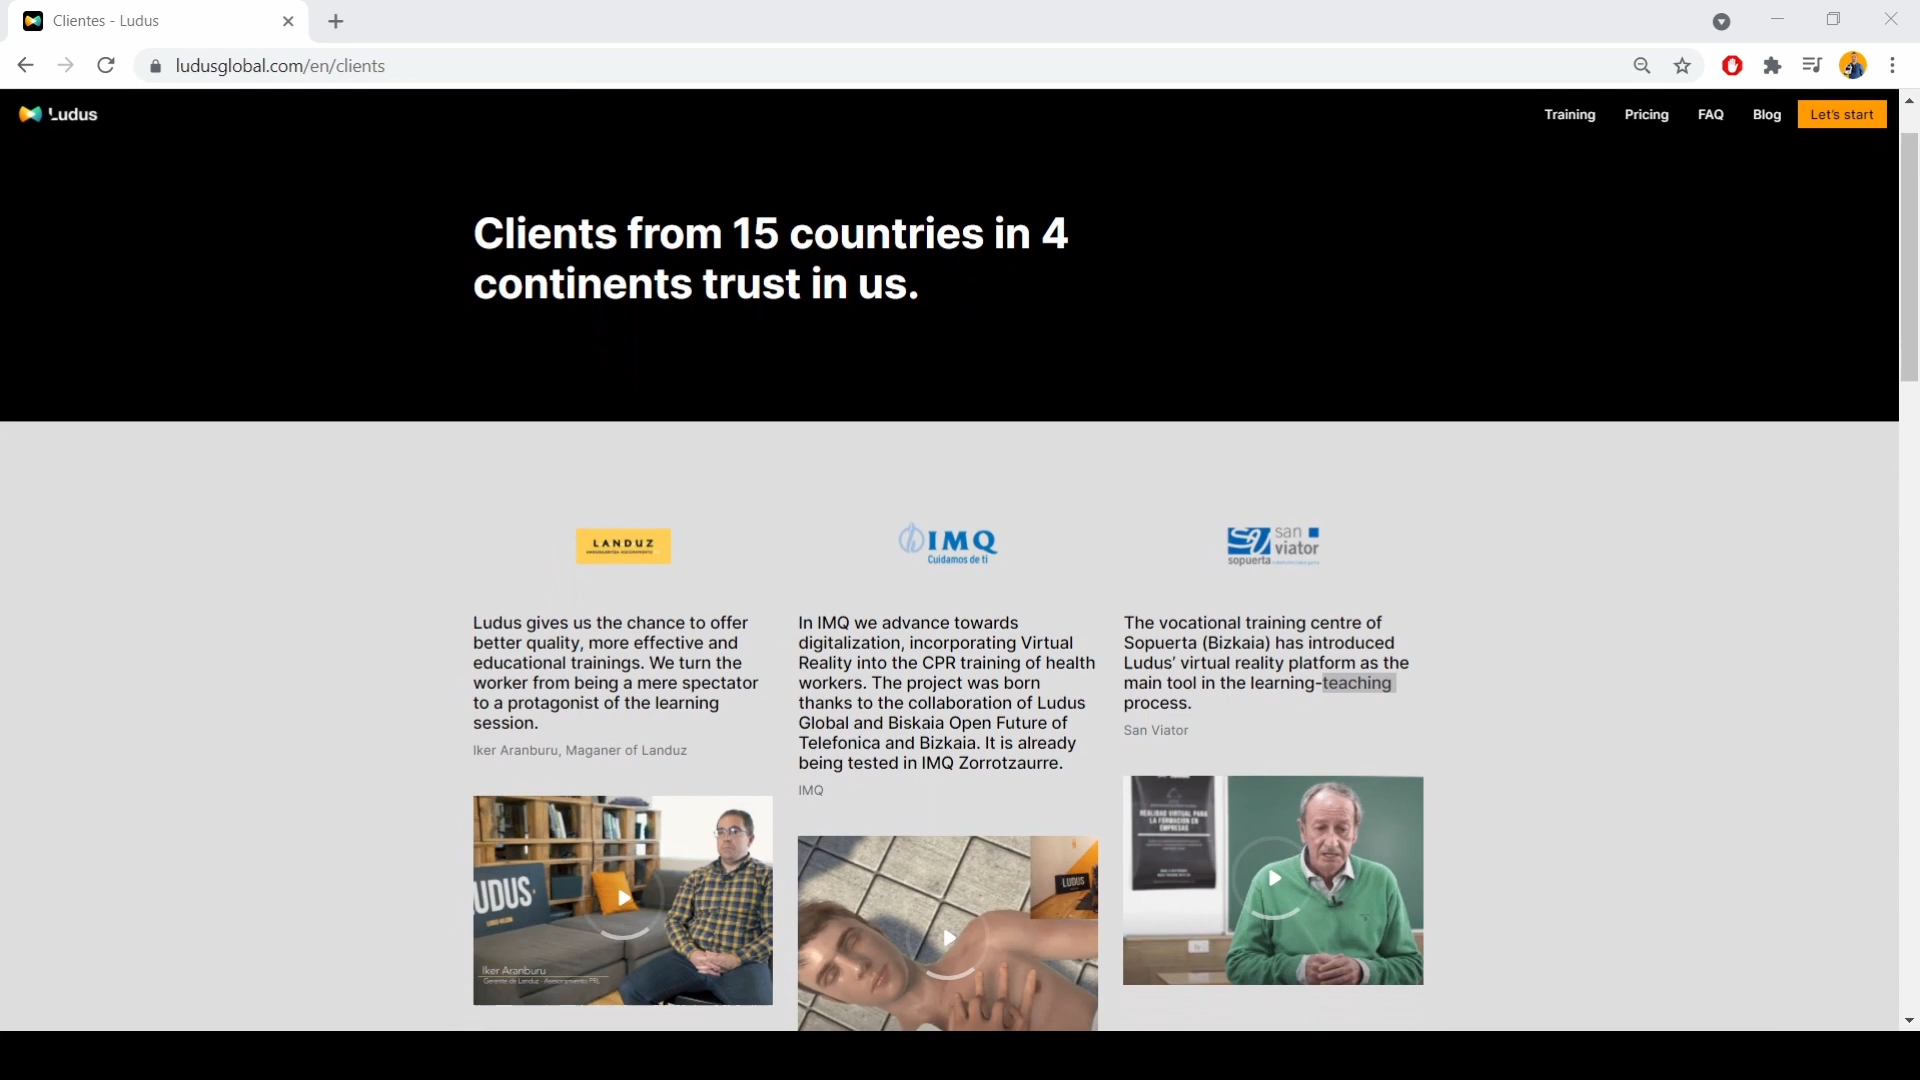 Clientes - Ludus
ludusglobal.com/en/clients
Ludus
Training
Pricing
FAQ
Blog
Let's start
Clients from 15 countries in 4
continents trust in us.
LANDUZ
IMQ
Cuidamos de ti
SV san
viator
sopuerta
Ludus gives us the chance to offer
better quality, more effective and
educational trainings. We turn the
worker from being a mere spectator
to a protagonist of the learning
session.
Iker Aranburu, Maganer of Landuz
In IMQ we advance towards
digitalization, incorporating Virtual
Reality into the CPR training of health
workers. The project was born
thanks to the collaboration of Ludus
Global and Biskaia Open Future of
Telefonica and Bizkaia. It is already
being tested in IMQ Zorrotzaurre.
IMQ
The vocational training centre of
Sopuerta (Bizkaia) has introduced
Ludus' virtual reality platform as the
main tool in the learning-teaching
process.
San Viator
LUDUS
Iker Aranburu
Gerente de Landuz - Asesoramiento PRL
LUDUS
REALIDAD VIRTUAL PARA
LA FORMACIÓN EN
EMPRESAS